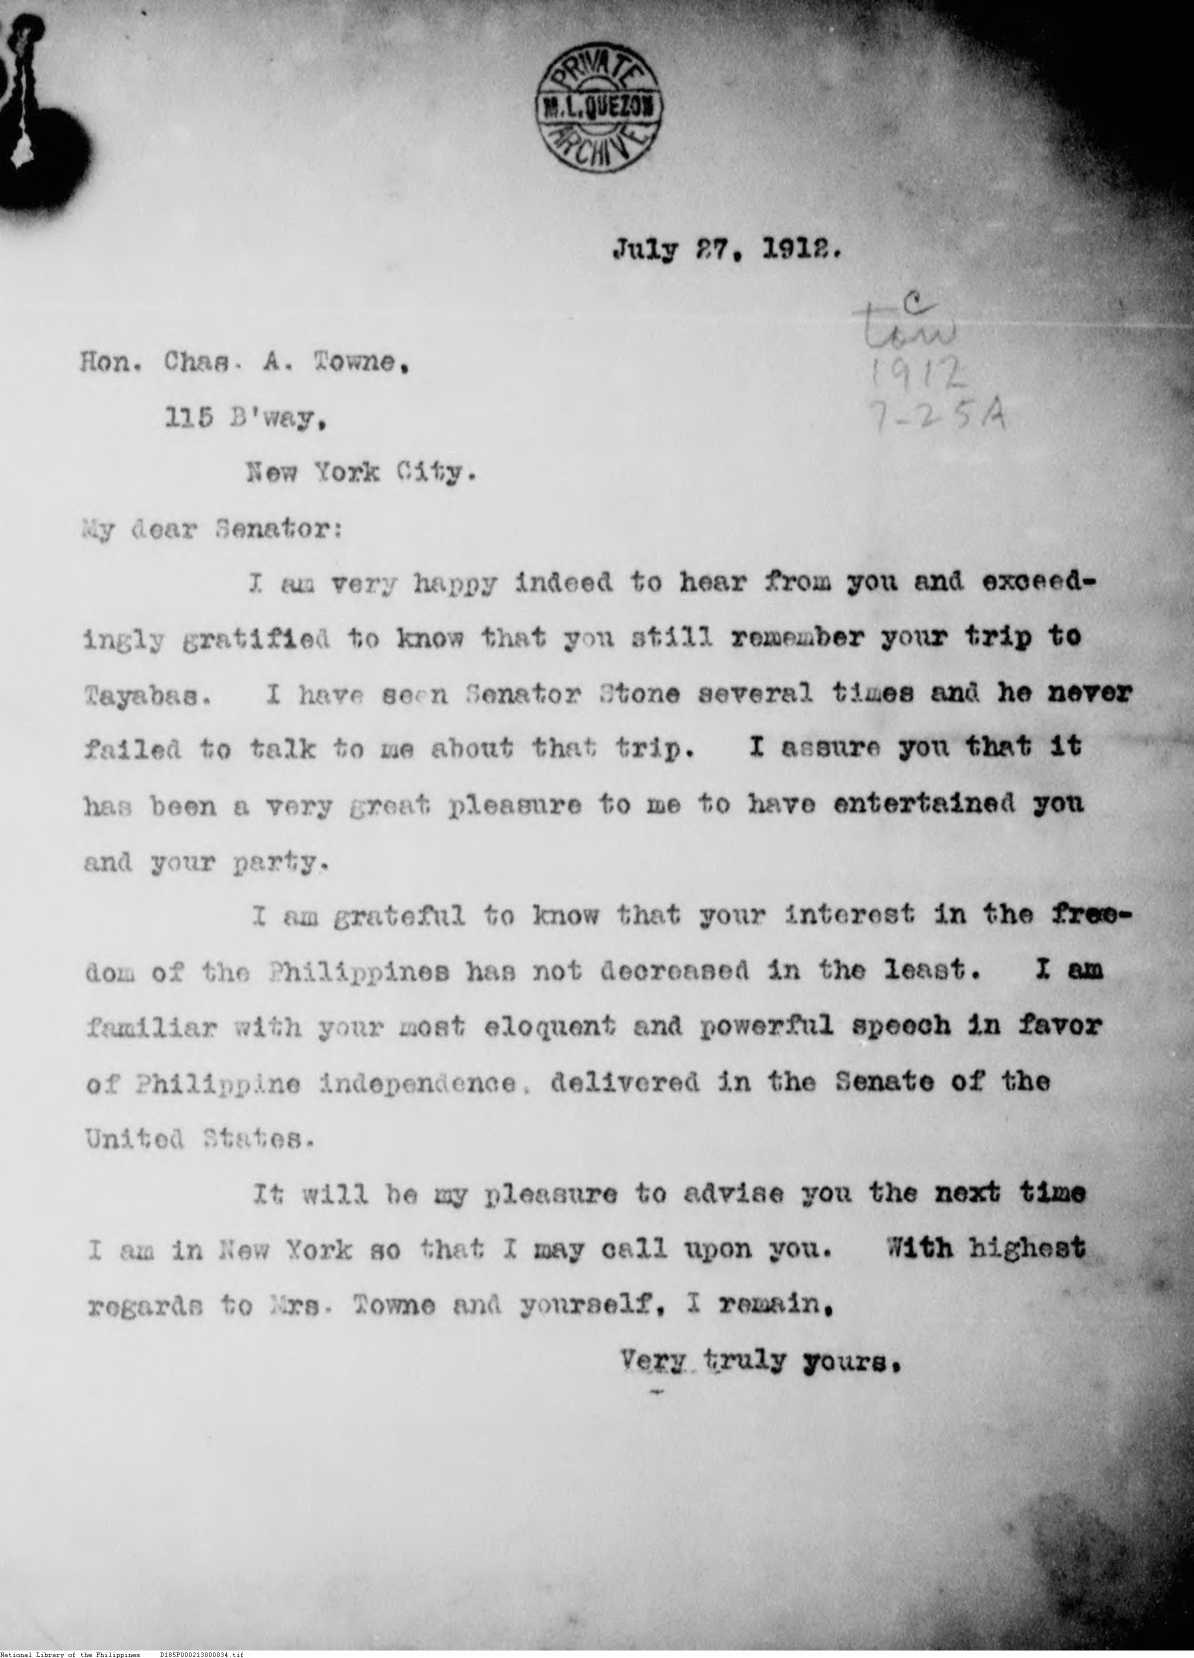 PRIVATE
M.L.QUEZON
ARCHIVE
July 27, 1912.
C
tow
1912
7-25A
Hon. Chas. A. Towne,
115 B'way,
New York City.
My dear Senator:
I am very happy indeed to hear from you and exceed-
ingly gratified to know that you still remember your trip to
Tayabas. I have seen Senator Stone several times and he never
failed to talk to me about that trip. I assure you that it
has been a very great pleasure to me to have entertained you
and your party.
I am grateful to know that your interest in the free-
dom of the Philippines has not decreased in the least. I am
familiar with your most eloquent and powerful speech in favor
of Philippine independence, delivered in the Senate of the
United States.
It will be my pleasure to advise you the next time
I am in New York so that I may call upon you. With highest
regards to Mrs. Towne and yourself, I remain,
Very truly yours,
National Library of the Philippines D185P000213800834.tif